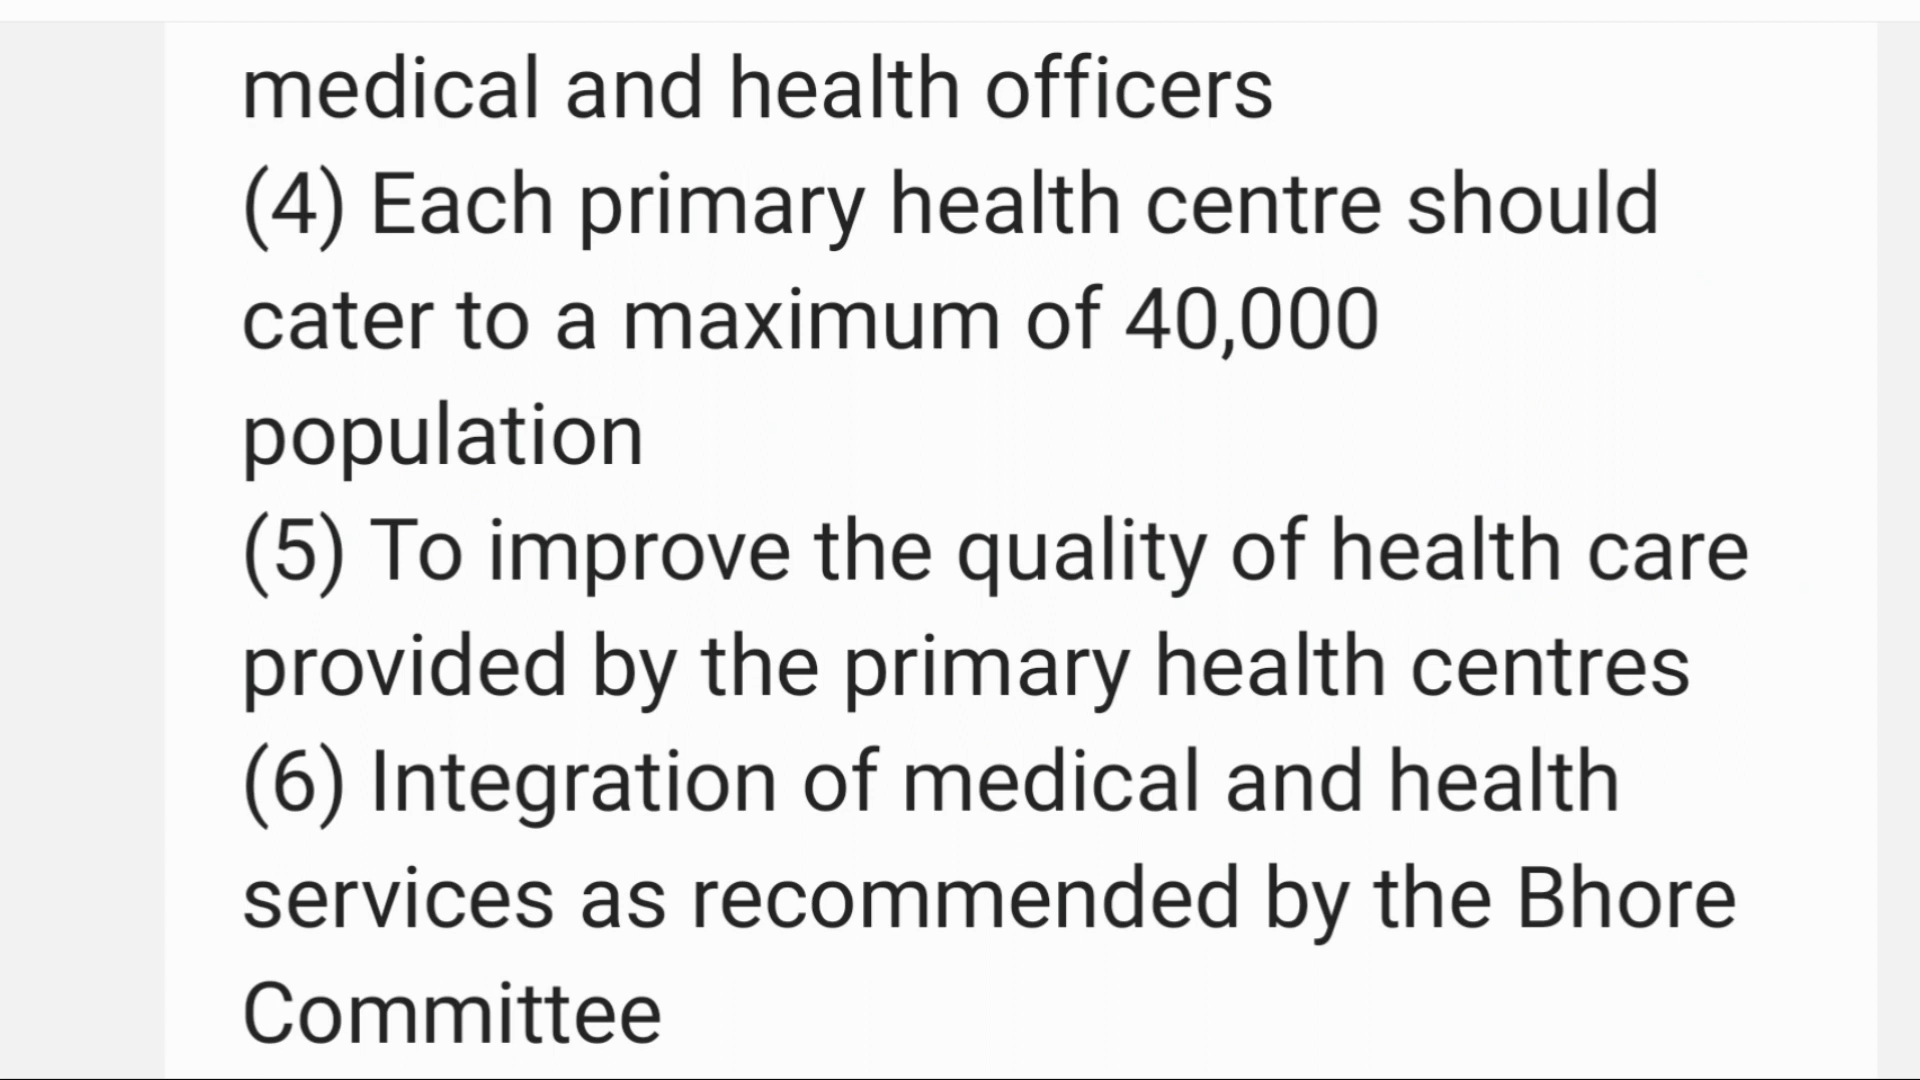 medical and health officers
(4) Each primary health centre should
cater to a maximum of 40,000
population
(5) To improve the quality of health care
provided by the primary health centres
(6) Integration of medical and health
services as recommended by the Bhore
Committee